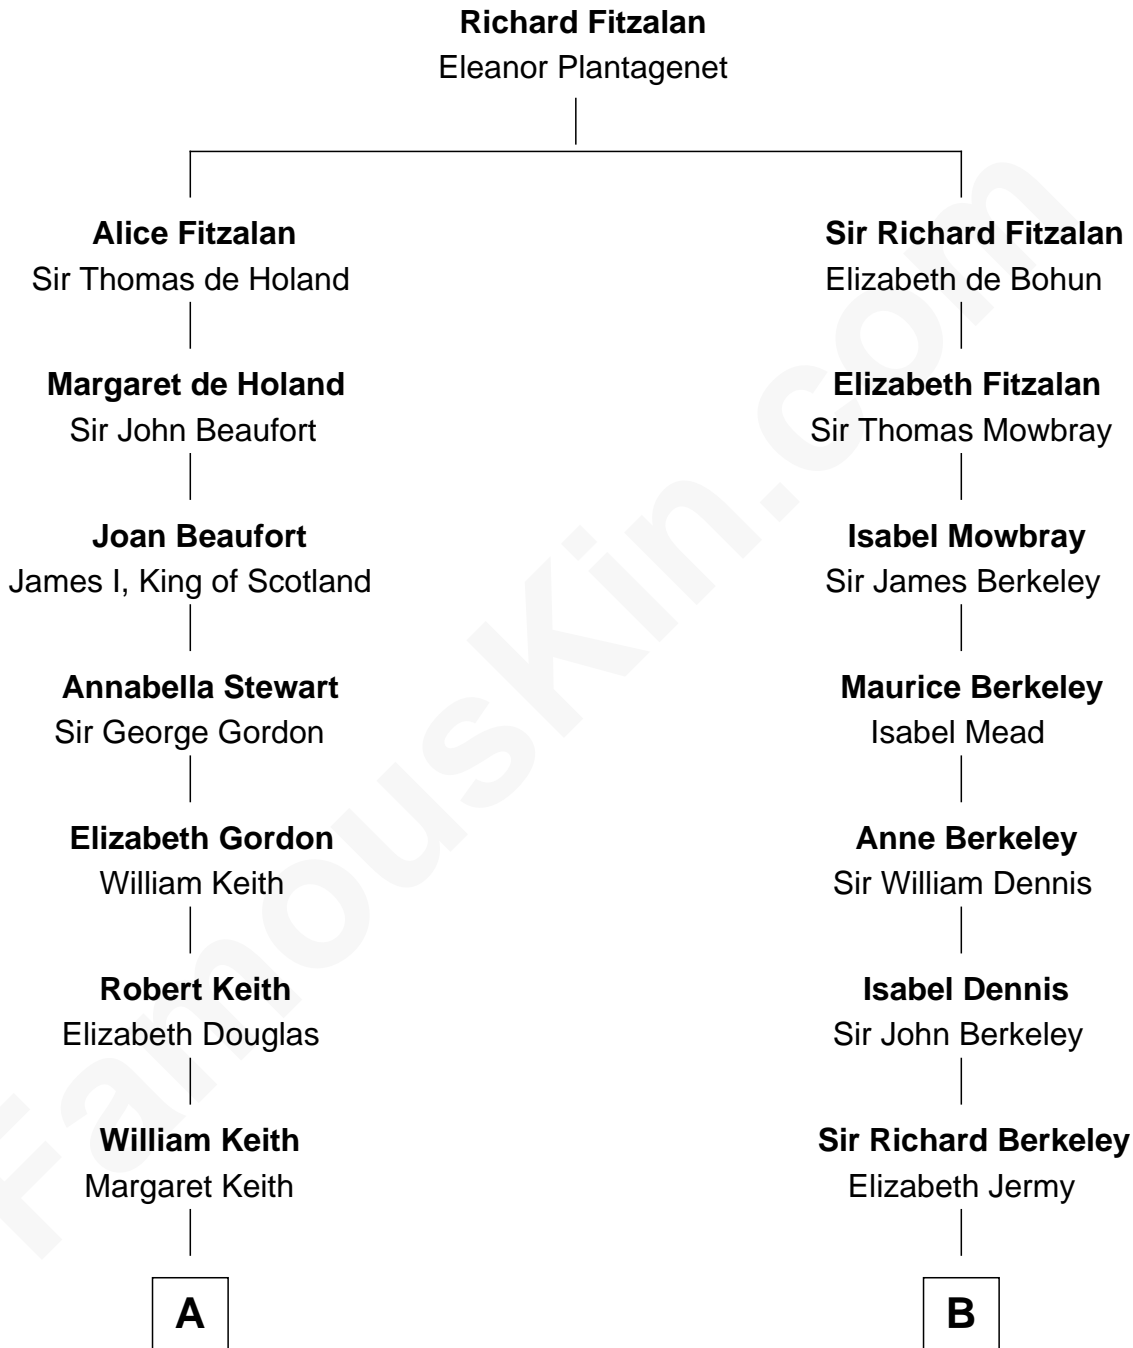 Richard Fitzalan
Eleanor Plantagenet
Alice Fitzalan
Sir Thomas de Holand
Sir Richard Fitzalan
Elizabeth de Bohun
Margaret de Holand
Sir John Beaufort
Elizabeth Fitzalan
Sir Thomas Mowbray
Joan Beaufort
James I, King of Scotland
Isabel Mowbray
Sir James Berkeley
Annabella Stewart
Sir George Gordon
Maurice Berkeley
Isabel Mead
Elizabeth Gordon
William Keith
Anne Berkeley
Sir William Dennis
Robert Keith
Elizabeth Douglas
Isabel Dennis
Sir John Berkeley
William Keith
Margaret Keith
Sir Richard Berkeley
Elizabeth Jermy
A
B
FamousKin.com